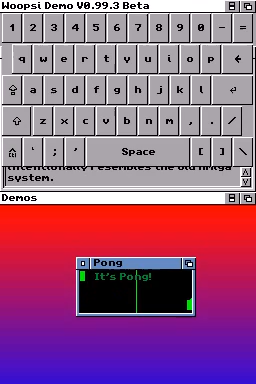 Woopsi Demo V0.99.3 Beta
1 2 3 4 5 6 7 8 9 0 - =
q w e r t y u i o p
a s d f g h j k l
z x c v b n m , . /
` ; ' Space [ ] \
intentionally resembles the old Amiga
system.
Demos
Pong
It's Pong!